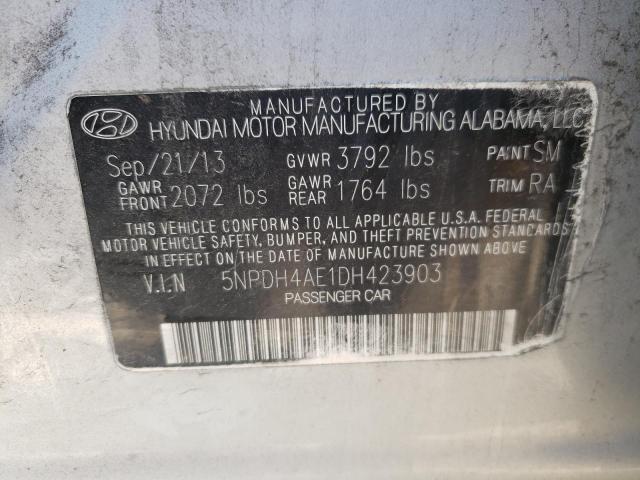 MANUFACTURED BY
HYUNDAI MOTOR MANUFACTURING ALABAMA, LLC
Sep/21/13 GVWR 3792 lbs PAINT SM
GAWR FRONT 2072 lbs GAWR REAR 1764 lbs TRIM RA
THIS VEHICLE CONFORMS TO ALL APPLICABLE U.S.A. FEDERAL
MOTOR VEHICLE SAFETY, BUMPER, AND THEFT PREVENTION STANDARDS
IN EFFECT ON THE DATE OF MANUFACTURE SHOWN ABOVE.
V.I.N 5NPDH4AE1DH423903
PASSENGER CAR